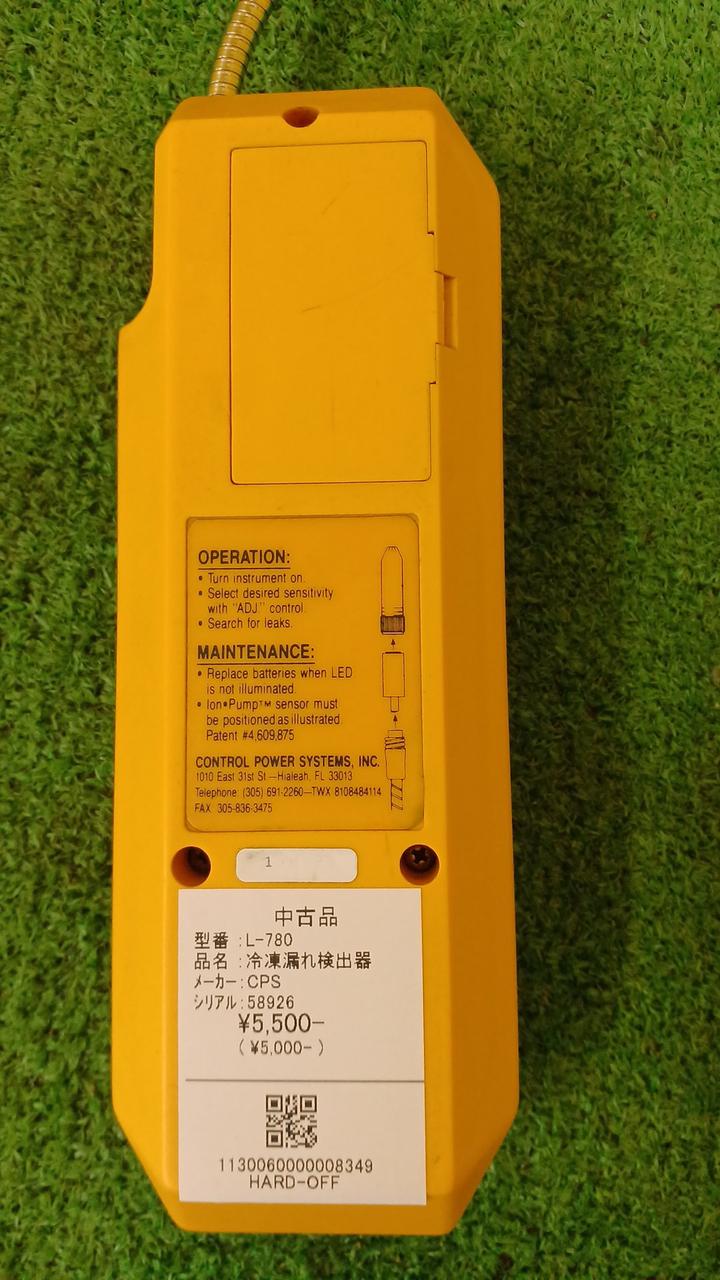 OPERATION:
• Turn instrument on.
• Select desired sensitivity
with "ADJ" control.
• Search for leaks.
MAINTENANCE:
• Replace batteries when LED
is not illuminated.
• Ion•Pump™ sensor must
be positioned as illustrated.
Patent #4,609,875
CONTROL POWER SYSTEMS, INC.
1010 East 31st St.—Hialeah, FL 33013
Telephone: (305) 691-2260—TWX 8108484114
FAX 305-836-3475
1
中古品
型番:L-780
品名:冷凍漏れ検出器
メーカー:CPS
シリアル:58926
¥5,500-
(¥5,000-)
1130060000008349
HARD-OFF